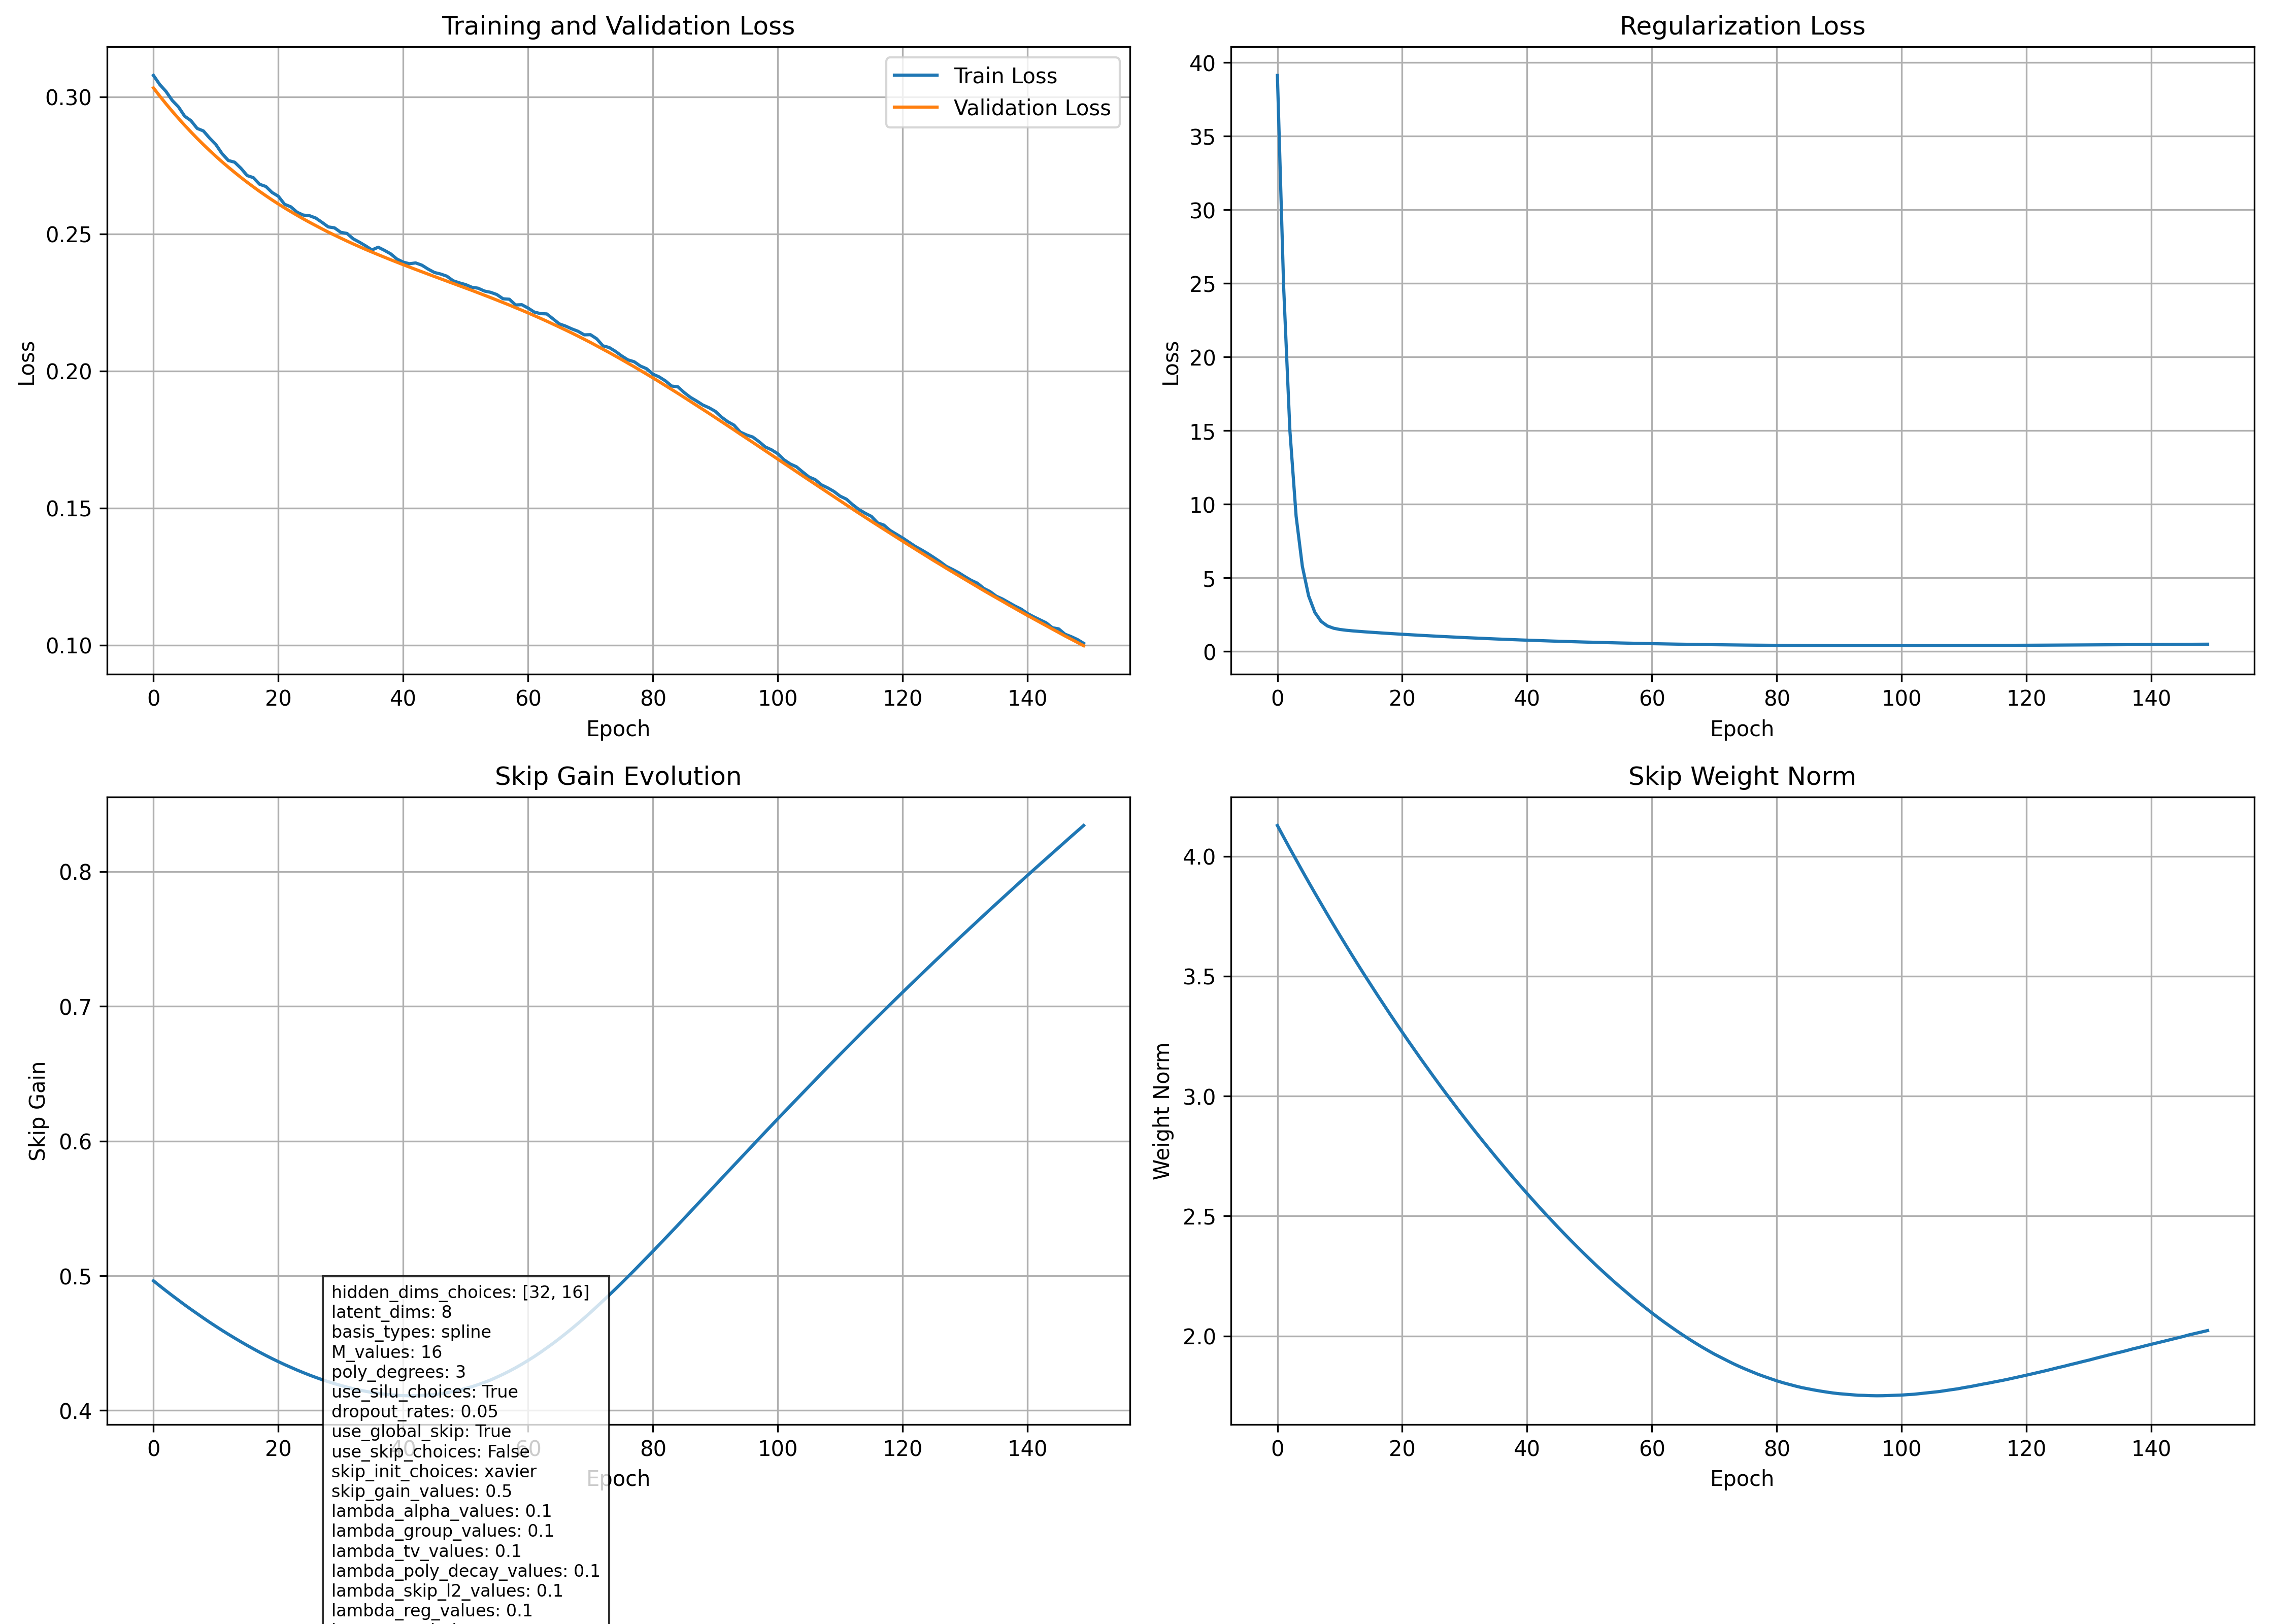 Training and Validation Loss
Train Loss
Validation Loss
0.30
0.25
0.20
0.15
0.10
Loss
0 20 40 60 80 100 120 140
Epoch
Regularization Loss
40
35
30
25
20
15
10
5
0
Loss
0 20 40 60 80 100 120 140
Epoch
Skip Gain Evolution
0.8
0.7
0.6
0.5
0.4
Skip Gain
0 20 40 60 80 100 120 140
Epoch
hidden_dims_choices: [32, 16]
latent_dims: 8
basis_types: spline
M_values: 16
poly_degrees: 3
use_silu_choices: True
dropout_rates: 0.05
use_global_skip: True
use_skip_choices: False
skip_init_choices: xavier
skip_gain_values: 0.5
lambda_alpha_values: 0.1
lambda_group_values: 0.1
lambda_tv_values: 0.1
lambda_poly_decay_values: 0.1
lambda_skip_l2_values: 0.1
lambda_reg_values: 0.1
Skip Weight Norm
4.0
3.5
3.0
2.5
2.0
Weight Norm
0 20 40 60 80 100 120 140
Epoch